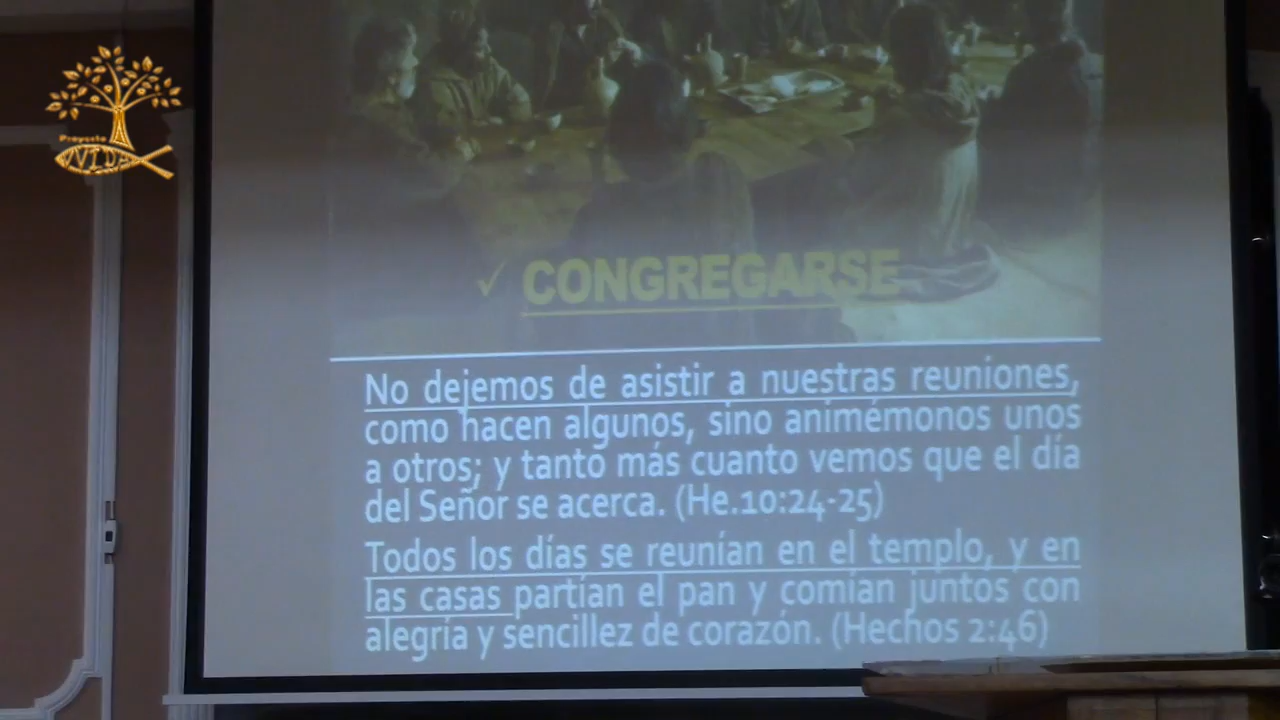 Proyecto
VIDA
✓ CONGREGARSE
No dejemos de asistir a nuestras reuniones,
como hacen algunos, sino animémonos unos
a otros; y tanto más cuanto vemos que el día
del Señor se acerca. (He.10:24-25)
Todos los días se reunían en el templo, y en
las casas partían el pan y comían juntos con
alegría y sencillez de corazón. (Hechos 2:46)